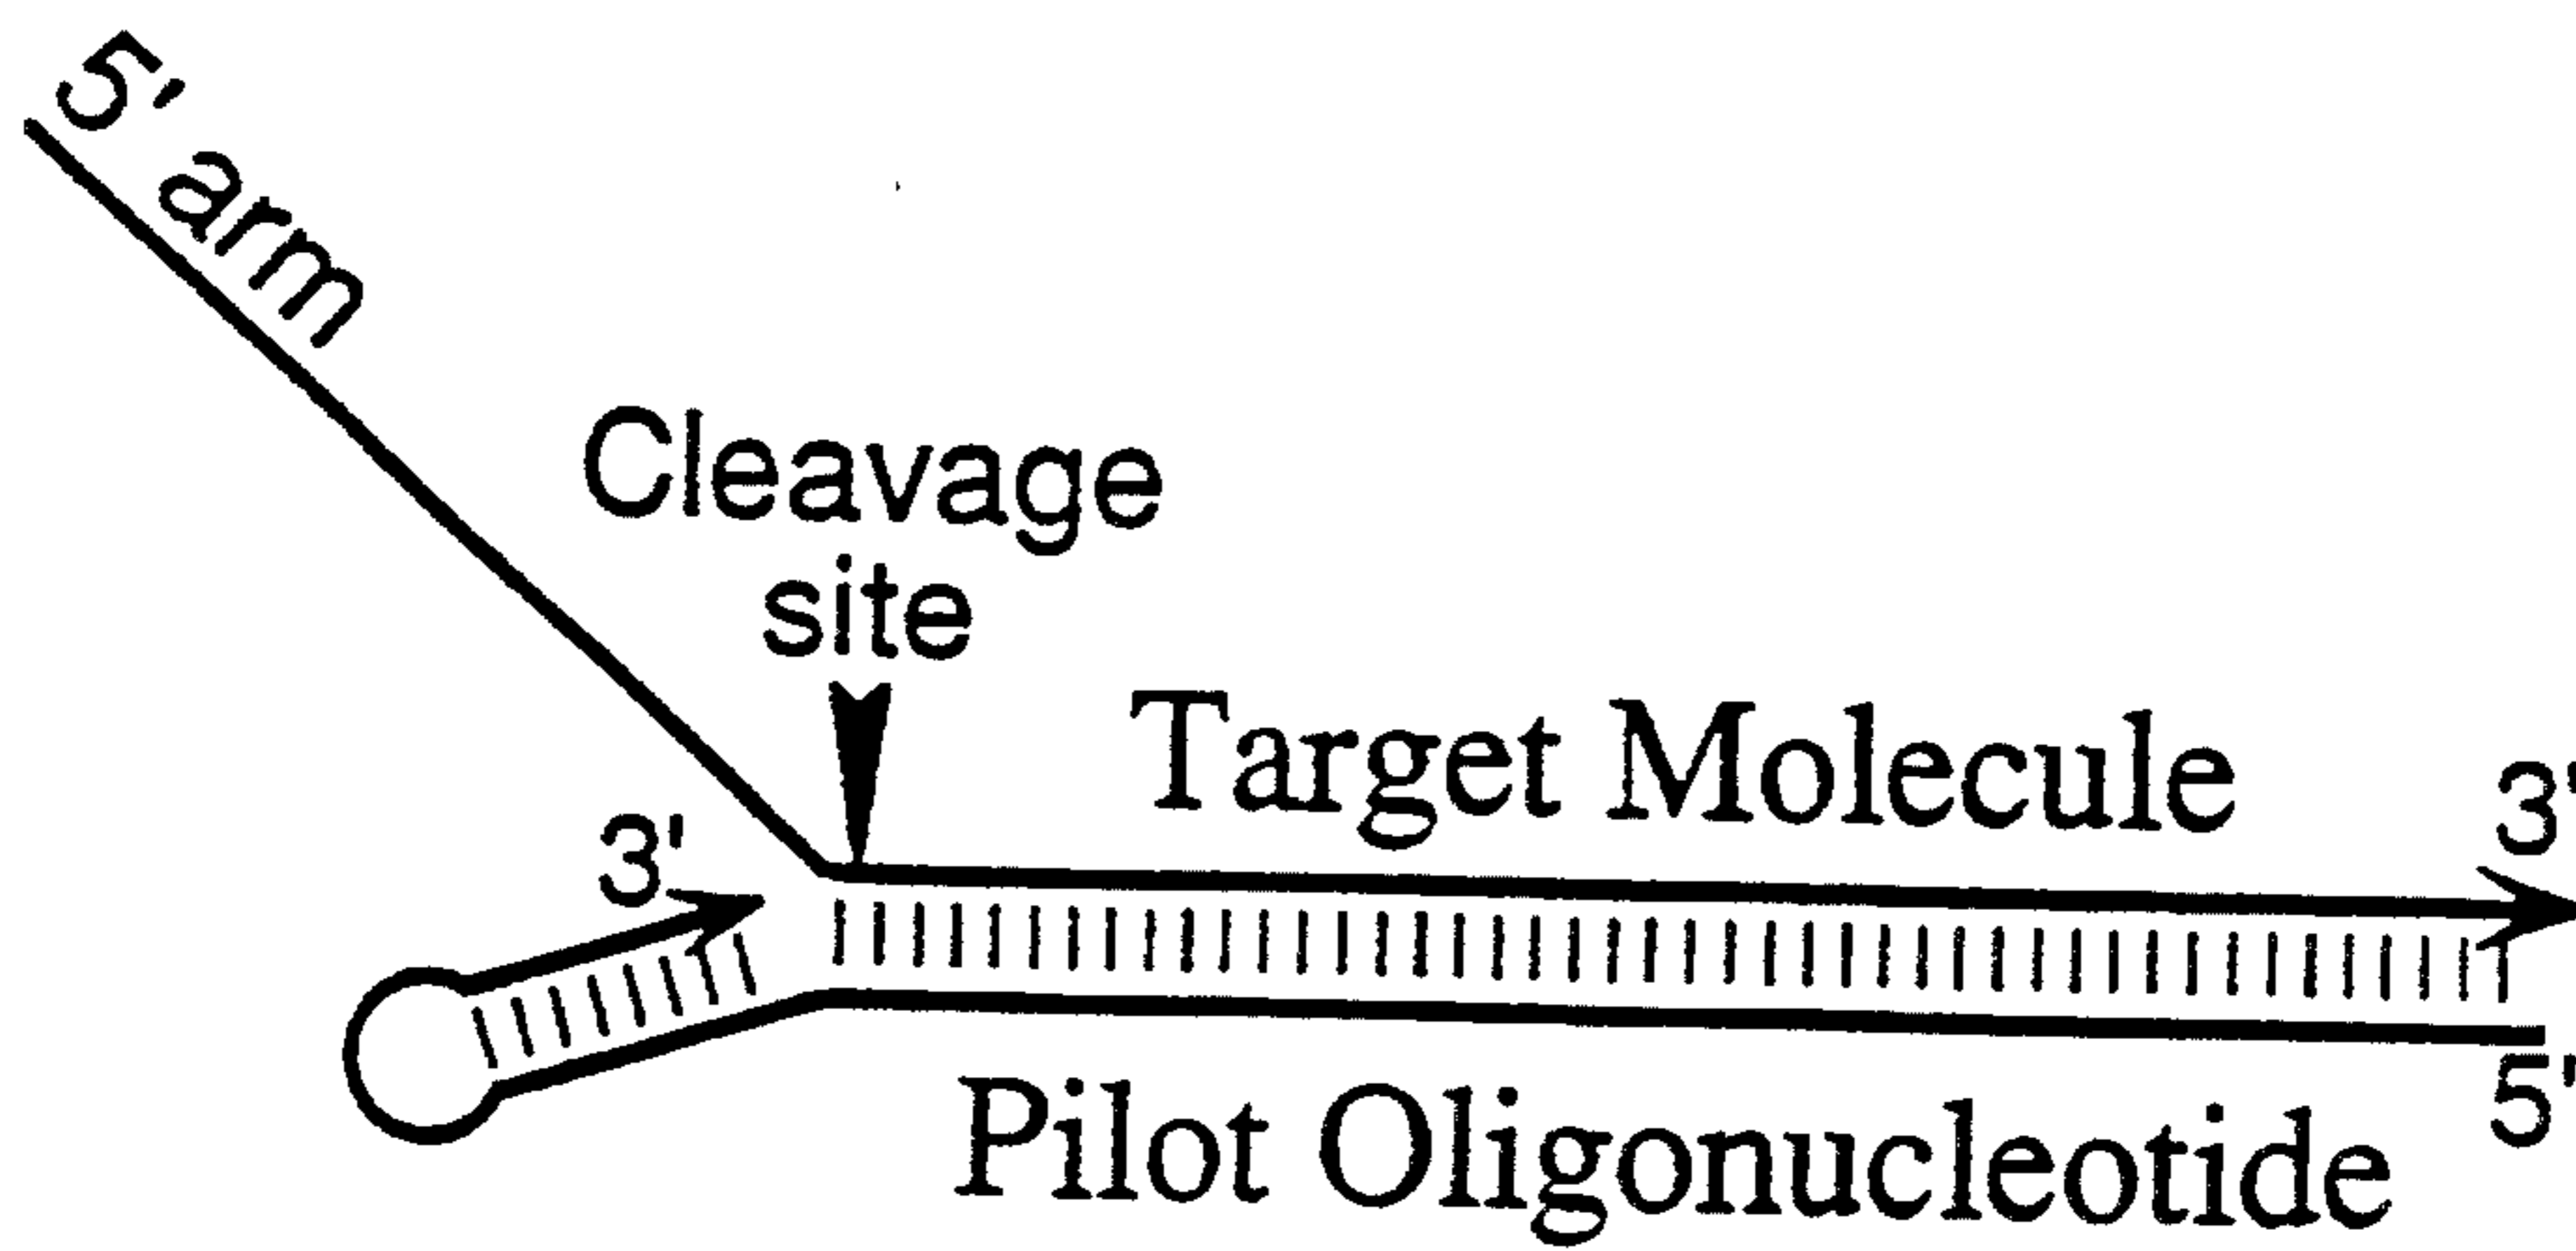 5' arm
Cleavage
site
Target Molecule
3'
3'
Pilot Oligonucleotide
5'